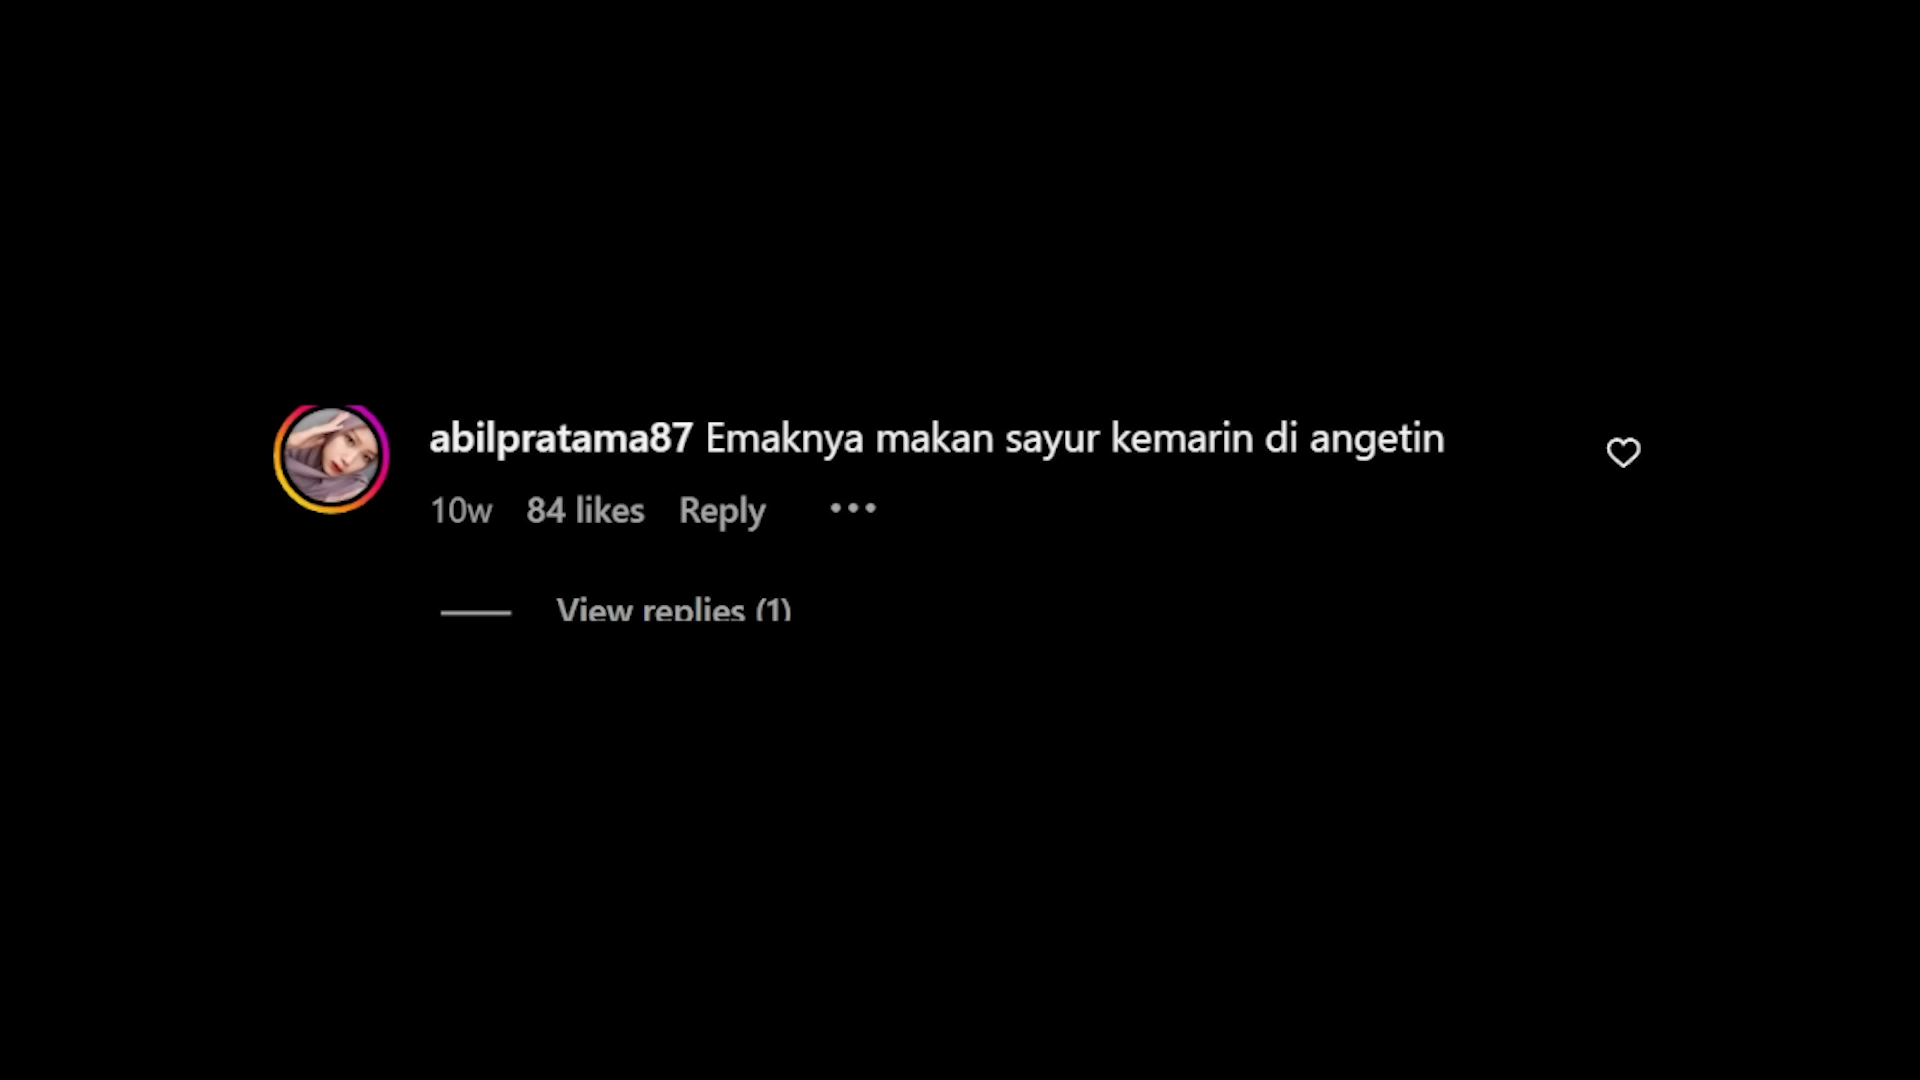 abilpratama87 Emaknya makan sayur kemarin di angetin
10w 84 likes Reply •••
View replies (1)